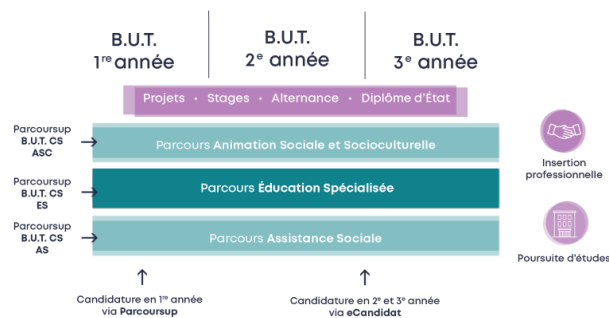 B.U.T.
1re année
B.U.T.
2e année
B.U.T.
3e année
Projets • Stages • Alternance • Diplôme d'État
Parcoursup
B.U.T. CS
ASC
Parcours Animation Sociale et Socioculturelle
Parcoursup
B.U.T. CS
ES
Parcours Éducation Spécialisée
Parcoursup
B.U.T. CS
AS
Parcours Assistance Sociale
Insertion
professionnelle
Poursuite d'études
Candidature en 1re année
via Parcoursup
Candidature en 2e et 3e année
via eCandidat